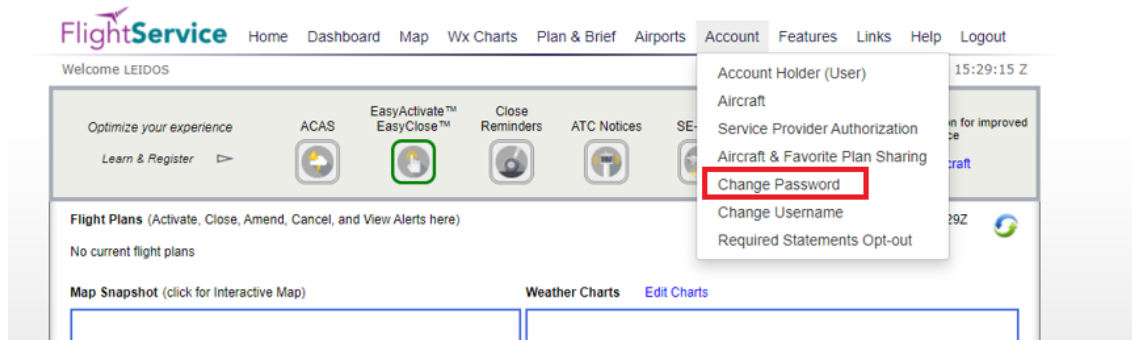 FlightService Home Dashboard Map Wx Charts Plan & Brief Airports Account Features Links Help Logout
Welcome LEIDOS 15:29:15 Z
Account Holder (User)
Aircraft
Service Provider Authorization
Aircraft & Favorite Plan Sharing
Change Password
Change Username
Required Statements Opt-out
Optimize your experience
Learn & Register
ACAS
EasyActivate™
EasyClose™
Close
Reminders
ATC Notices
SE-
for improved
Flight Plans (Activate, Close, Amend, Cancel, and View Alerts here)
No current flight plans
Map Snapshot (click for Interactive Map) Weather Charts Edit Charts